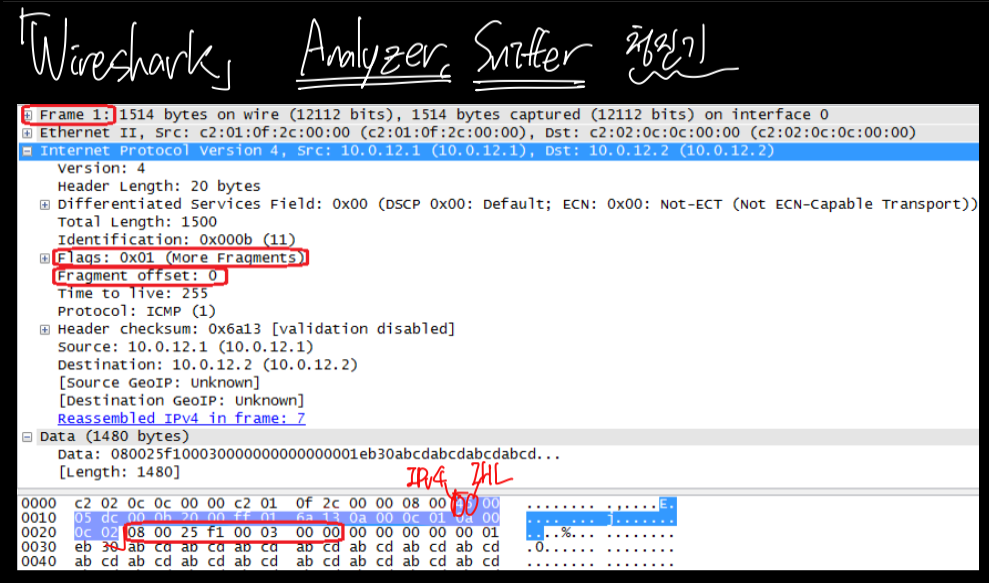 「Wireshark」 Analyzer, Sniffer
Frame 1: 1514 bytes on wire (12112 bits), 1514 bytes captured (12112 bits) on interface 0
Ethernet II, Src: c2:01:0f:2c:00:00 (c2:01:0f:2c:00:00), Dst: c2:02:0c:0c:00:00 (c2:02:0c:0c:00:00)
Internet Protocol Version 4, Src: 10.0.12.1 (10.0.12.1), Dst: 10.0.12.2 (10.0.12.2)
Version: 4
Header Length: 20 bytes
Differentiated Services Field: 0x00 (DSCP 0x00: Default; ECN: 0x00: Not-ECT (Not ECN-Capable Transport))
Total Length: 1500
Identification: 0x000b (11)
Flags: 0x01 (More Fragments)
Fragment offset: 0
Time to live: 255
Protocol: ICMP (1)
Header checksum: 0x6a13 [validation disabled]
Source: 10.0.12.1 (10.0.12.1)
Destination: 10.0.12.2 (10.0.12.2)
[Source GeoIP: Unknown]
[Destination GeoIP: Unknown]
Reassembled IPv4 in frame: 7
Data (1480 bytes)
Data: 080025f1000300000000000000001eb30abcdabcdabcdabcd...
[Length: 1480]
IPv4 IHL
0000 c2 02 0c 0c 00 00 c2 01 0f 2c 00 00 08 00 45 00 ........ .,....E.
0010 05 dc 00 0b 20 00 ff 01 6a 13 0a 00 0c 01 0a 00 .... ... j.......
0020 0c 02 08 00 25 f1 00 03 00 00 00 00 00 00 00 01 ....%... ........
0030 eb 30 ab cd ab cd ab cd ab cd ab cd ab cd ab cd .0...... ........
0040 ab cd ab cd ab cd ab cd ab cd ab cd ab cd ab cd ........ ........